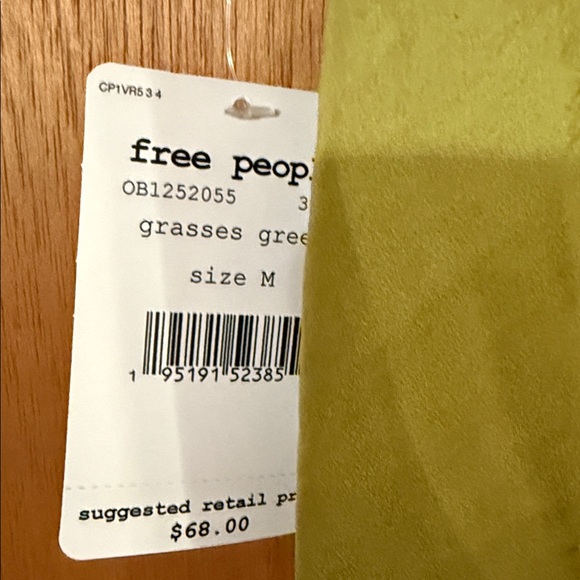 CP1VR534
free peop
OB1252055 3
grasses gree
size M
1 95191 52385
suggested retail pr
$68.00